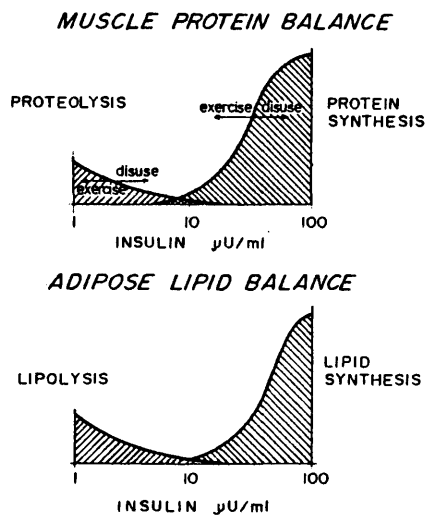 MUSCLE PROTEIN BALANCE
PROTEOLYSIS
exercise disuse
PROTEIN
SYNTHESIS
disuse
exercise
1 10 100
INSULIN µU/ml
ADIPOSE LIPID BALANCE
LIPOLYSIS
LIPID
SYNTHESIS
1 10 100
INSULIN µU/ml